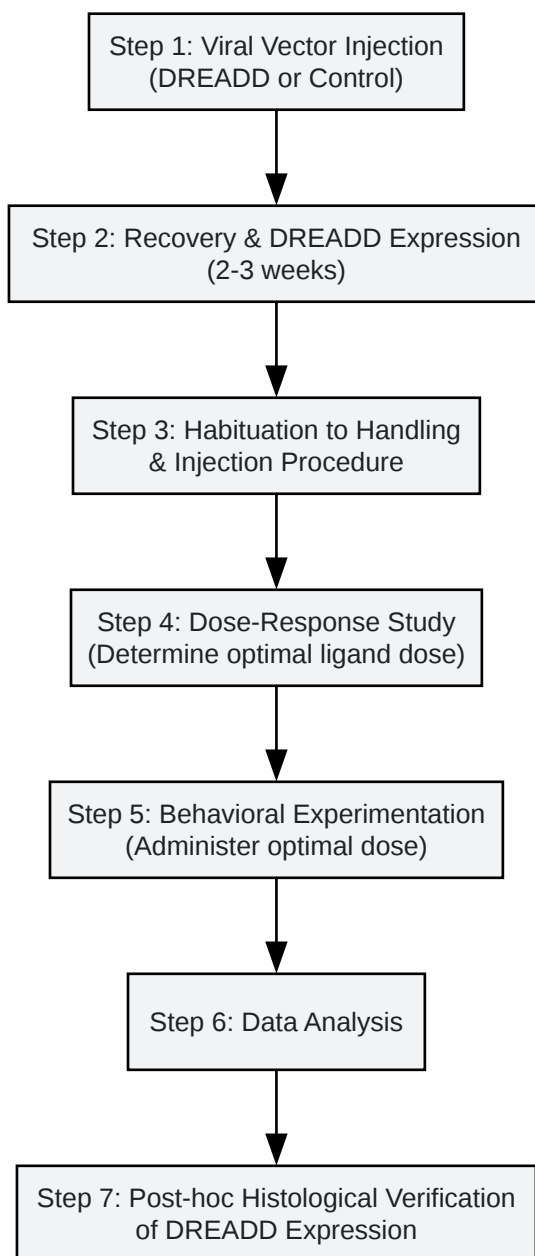 Step 1: Viral Vector Injection
(DREADD or Control)
Step 2: Recovery & DREADD Expression
(2-3 weeks)
Step 3: Habituation to Handling
& Injection Procedure
Step 4: Dose-Response Study
(Determine optimal ligand dose)
Step 5: Behavioral Experimentation
(Administer optimal dose)
Step 6: Data Analysis
Step 7: Post-hoc Histological Verification
of DREADD Expression